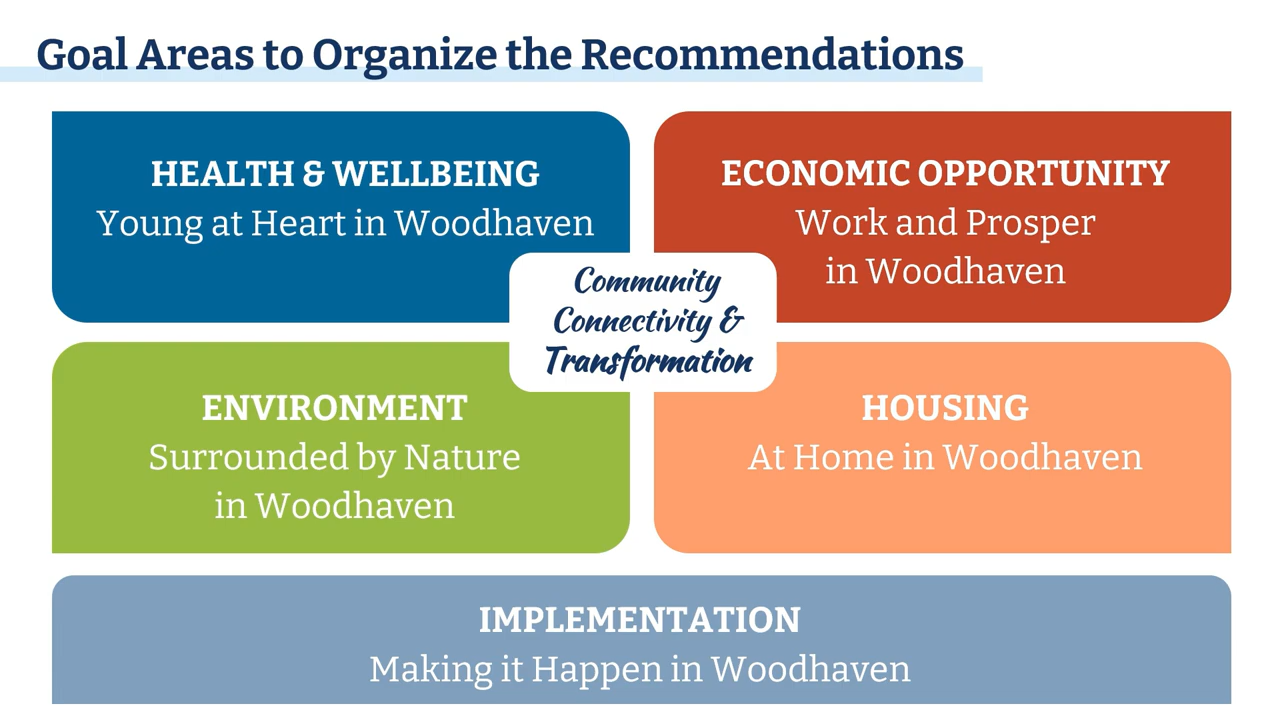 Goal Areas to Organize the Recommendations
HEALTH & WELLBEING
Young at Heart in Woodhaven
ECONOMIC OPPORTUNITY
Work and Prosper
in Woodhaven
Community
Connectivity &
Transformation
ENVIRONMENT
Surrounded by Nature
in Woodhaven
HOUSING
At Home in Woodhaven
IMPLEMENTATION
Making it Happen in Woodhaven